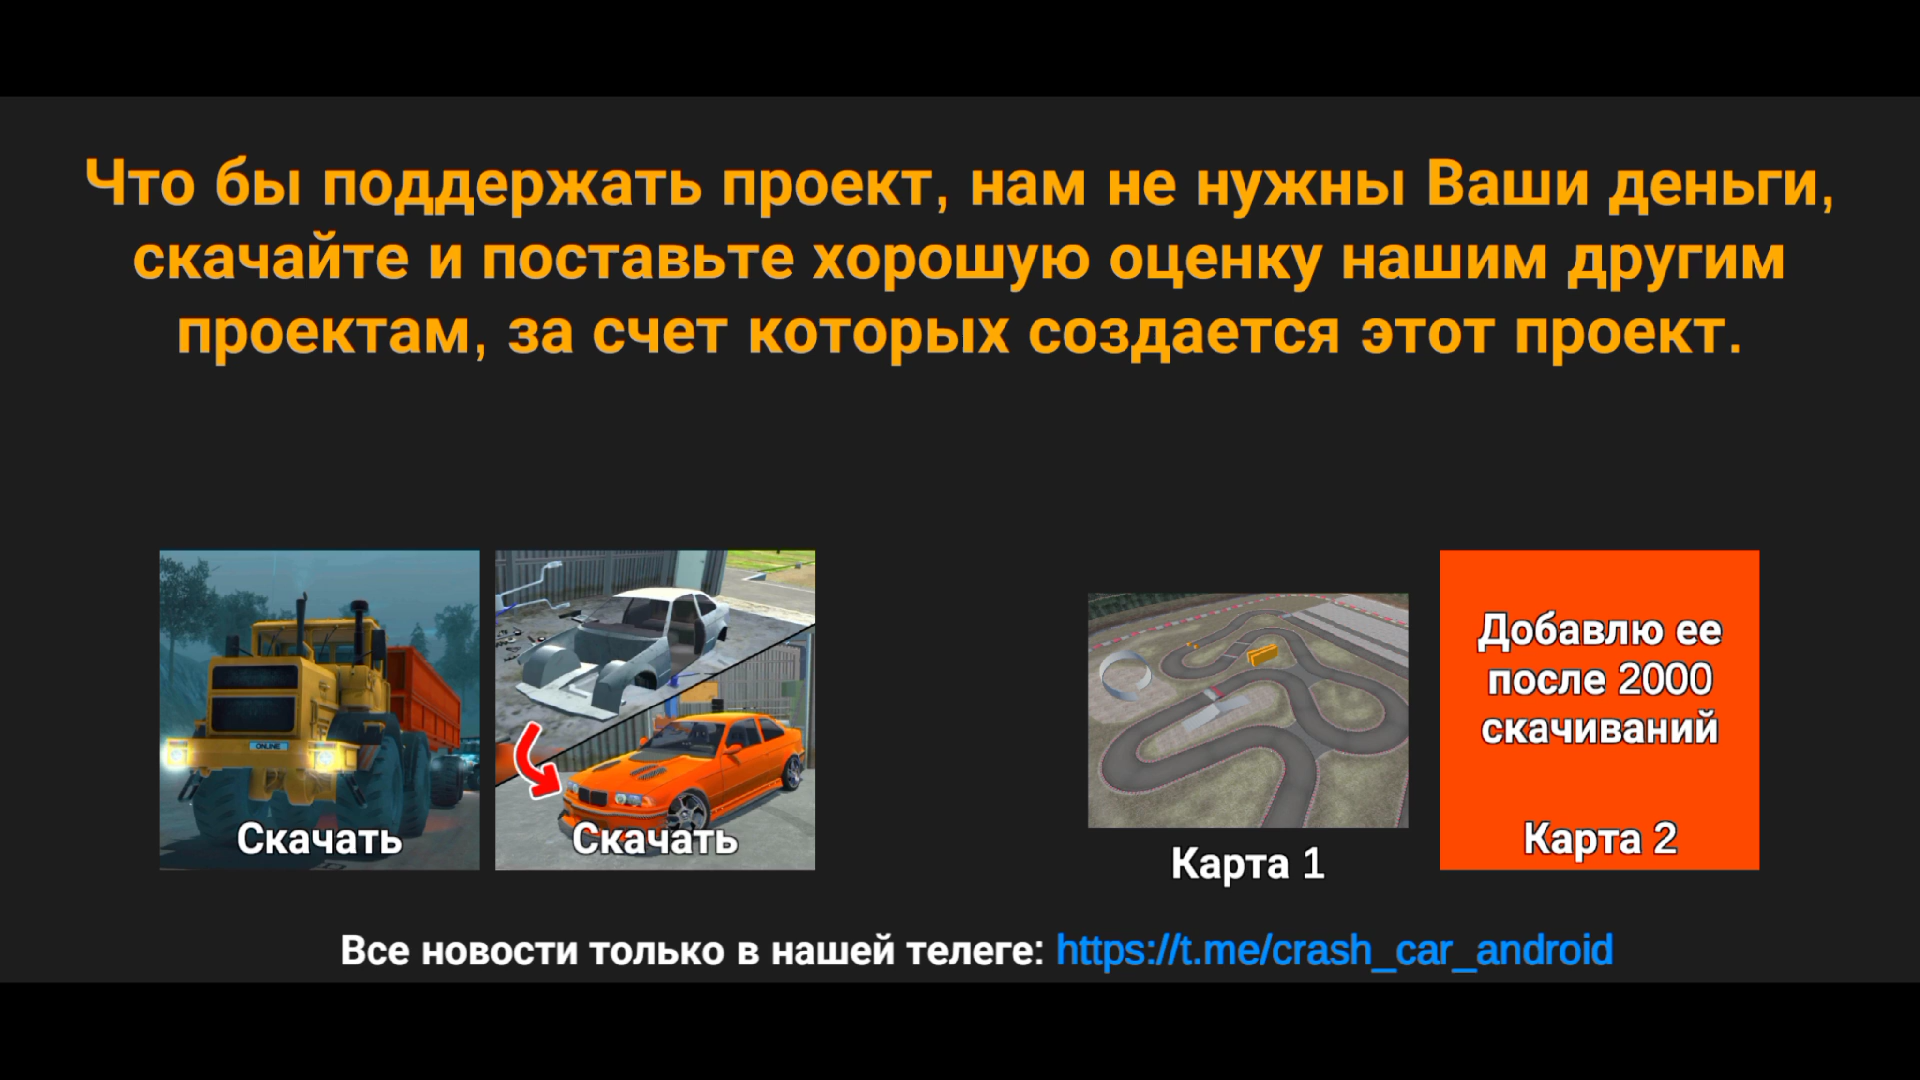 Что бы поддержать проект, нам не нужны Ваши деньги,
скачайте и поставьте хорошую оценку нашим другим
проектам, за счет которых создается этот проект.
ONLINE
Скачать
Скачать
Карта 1
Добавлю ее
после 2000
скачиваний
Карта 2
Все новости только в нашей телеге: https://t.me/crash_car_android